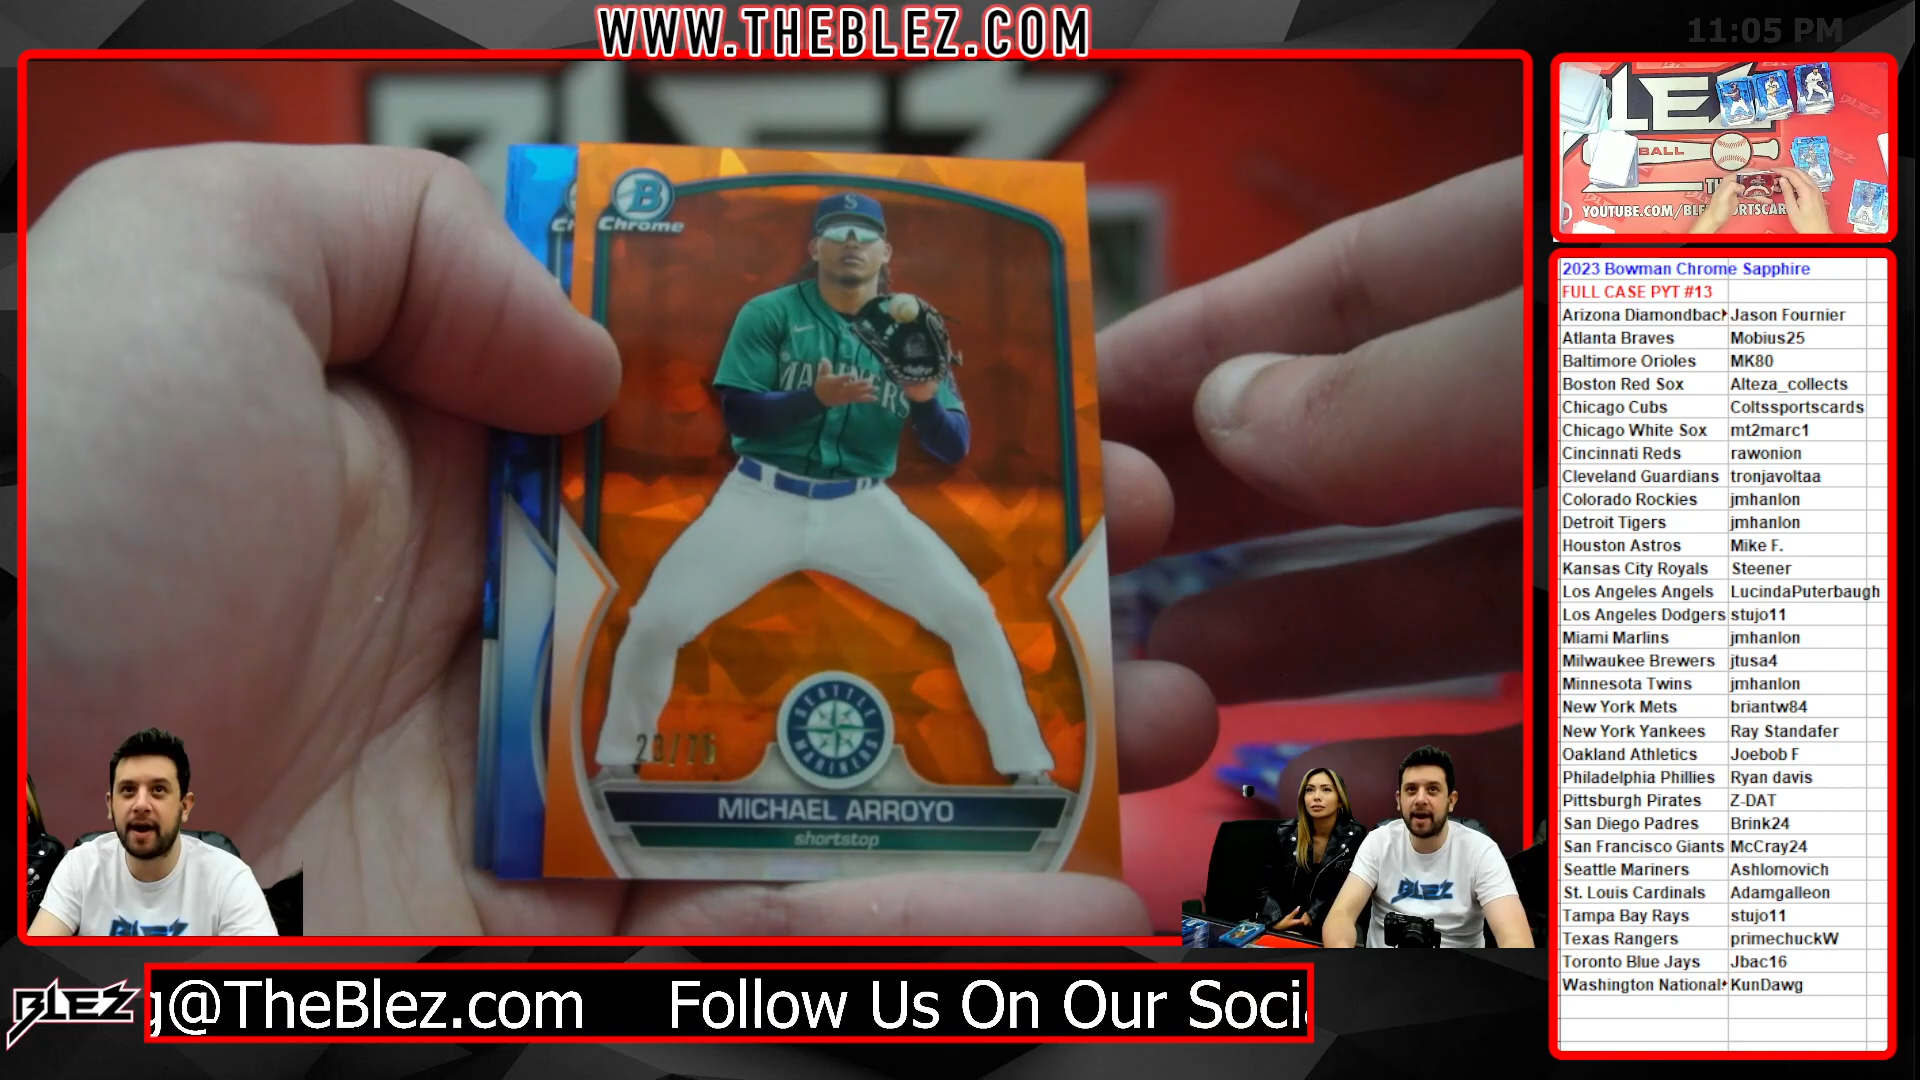 WWW.THEBLEZ.COM
11:05 PM
B
Chrome
MARINERS
SEATTLE
MARINERS
MICHAEL ARROYO
shortstop
BALL
YOUTUBE.COM/
2023 Bowman Chrome Sapphire
FULL CASE PYT #13
Arizona Diamondbac Jason Fournier
Atlanta Braves Mobius25
Baltimore Orioles MK80
Boston Red Sox Alteza_collects
Chicago Cubs Coltssportscards
Chicago White Sox mt2marc1
Cincinnati Reds rawonion
Cleveland Guardians tronjavoltaa
Colorado Rockies jmhanlon
Detroit Tigers jmhanlon
Houston Astros Mike F.
Kansas City Royals Steener
Los Angeles Angels LucindaPuterbaugh
Los Angeles Dodgers stujo11
Miami Marlins jmhanlon
Milwaukee Brewers jtusa4
Minnesota Twins jmhanlon
New York Mets briantw84
New York Yankees Ray Standafer
Oakland Athletics Joebob F
Philadelphia Phillies Ryan davis
Pittsburgh Pirates Z-DAT
San Diego Padres Brink24
San Francisco Giants McCray24
Seattle Mariners Ashlomovich
St. Louis Cardinals Adamgalleon
Tampa Bay Rays stujo11
Texas Rangers primechuckW
Toronto Blue Jays Jbac16
Washington National KunDawg
BLEZ
BLEZ
g@TheBlez.com Follow Us On Our Soci